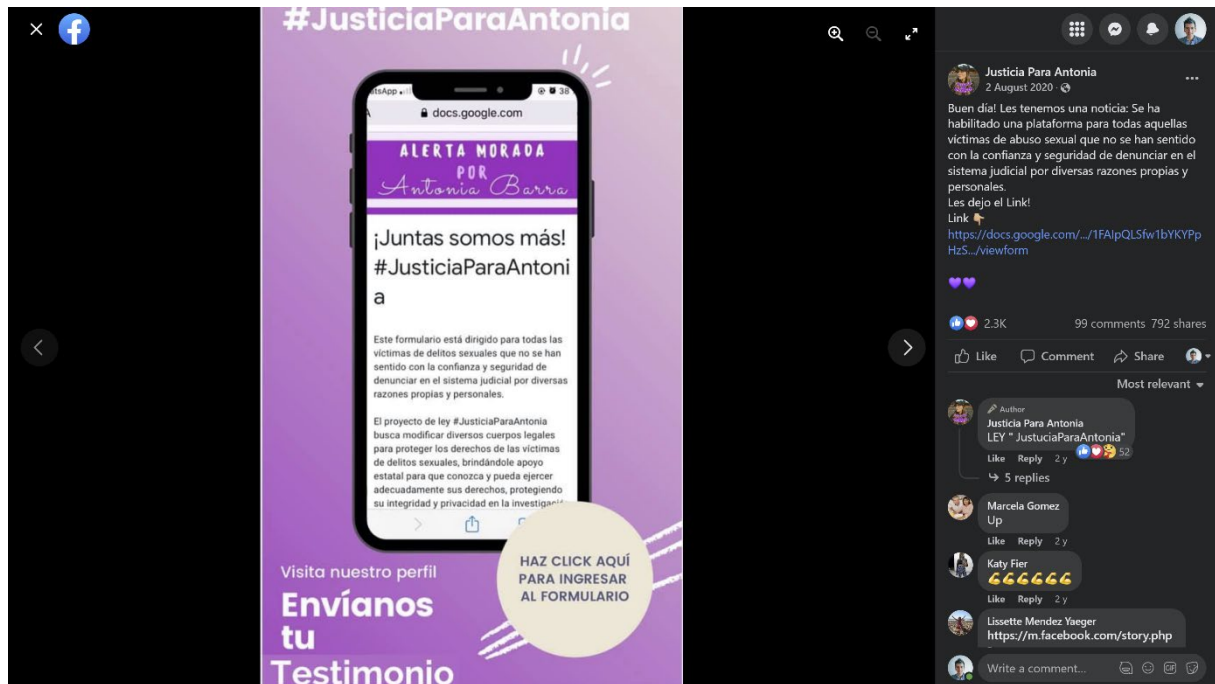 #JusticiaParaAntonia
docs.google.com
38
ALERTA MORADA
POR
Antonia Barra
¡Juntas somos más!
#JusticiaParaAntoni
a
Este formulario está dirigido para todas las
víctimas de delitos sexuales que no se han
sentido con la confianza y seguridad de
denunciar en el sistema judicial por diversas
razones propias y personales.
El proyecto de ley #JusticiaParaAntonia
busca modificar diversos cuerpos legales
para proteger los derechos de las víctimas
de delitos sexuales, brindándole apoyo
estatal para que conozca y pueda ejercer
adecuadamente sus derechos, protegiendo
su integridad y privacidad en la
HAZ CLICK AQUÍ
PARA INGRESAR
AL FORMULARIO
Visita nuestro perfil
Envíanos
tu
Testimonio
Justicia Para Antonia
2 August 2020
Buen día! Les tenemos una noticia: Se ha
habilitado una plataforma para todas aquellas
víctimas de abuso sexual que no se han sentido
con la confianza y seguridad de denunciar en el
sistema judicial por diversas razones propias y
personales.
Les dejo el Link!
Link 👇🏼
https://docs.google.com/.../1FAIpQLSfw1bYKYPp
HzS.../viewform
💜💜
2.3K 99 comments 792 shares
Like Comment Share
Most relevant
Author
Justicia Para Antonia
LEY " JustuciaParaAntonia"
52
Like Reply 2 y
5 replies
Marcela Gomez
Up
Like Reply 2 y
Katy Fier
💪💪💪💪💪💪
Like Reply 2 y
Lissette Mendez Yaeger
https://m.facebook.com/story.php
Write a comment...
GIF